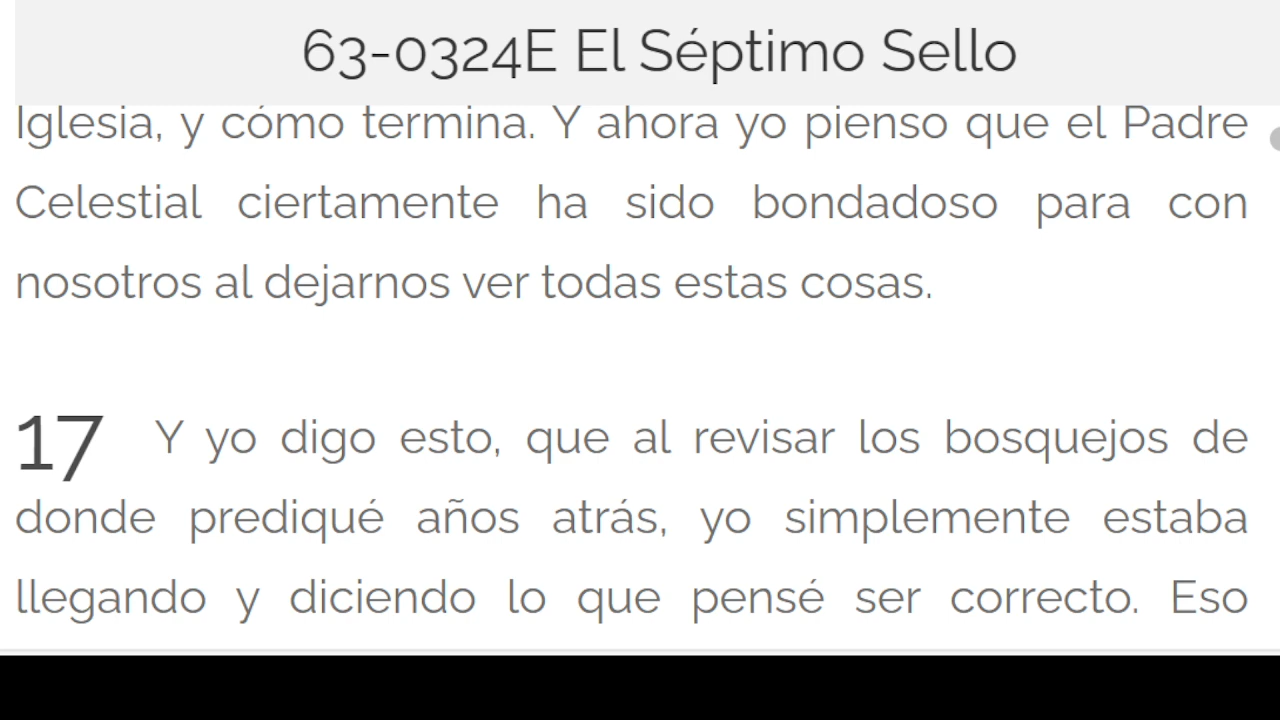 63-0324E El Séptimo Sello
Iglesia, y cómo termina. Y ahora yo pienso que el Padre
Celestial ciertamente ha sido bondadoso para con
nosotros al dejarnos ver todas estas cosas.
17 Y yo digo esto, que al revisar los bosquejos de
donde prediqué años atrás, yo simplemente estaba
llegando y diciendo lo que pensé ser correcto. Eso